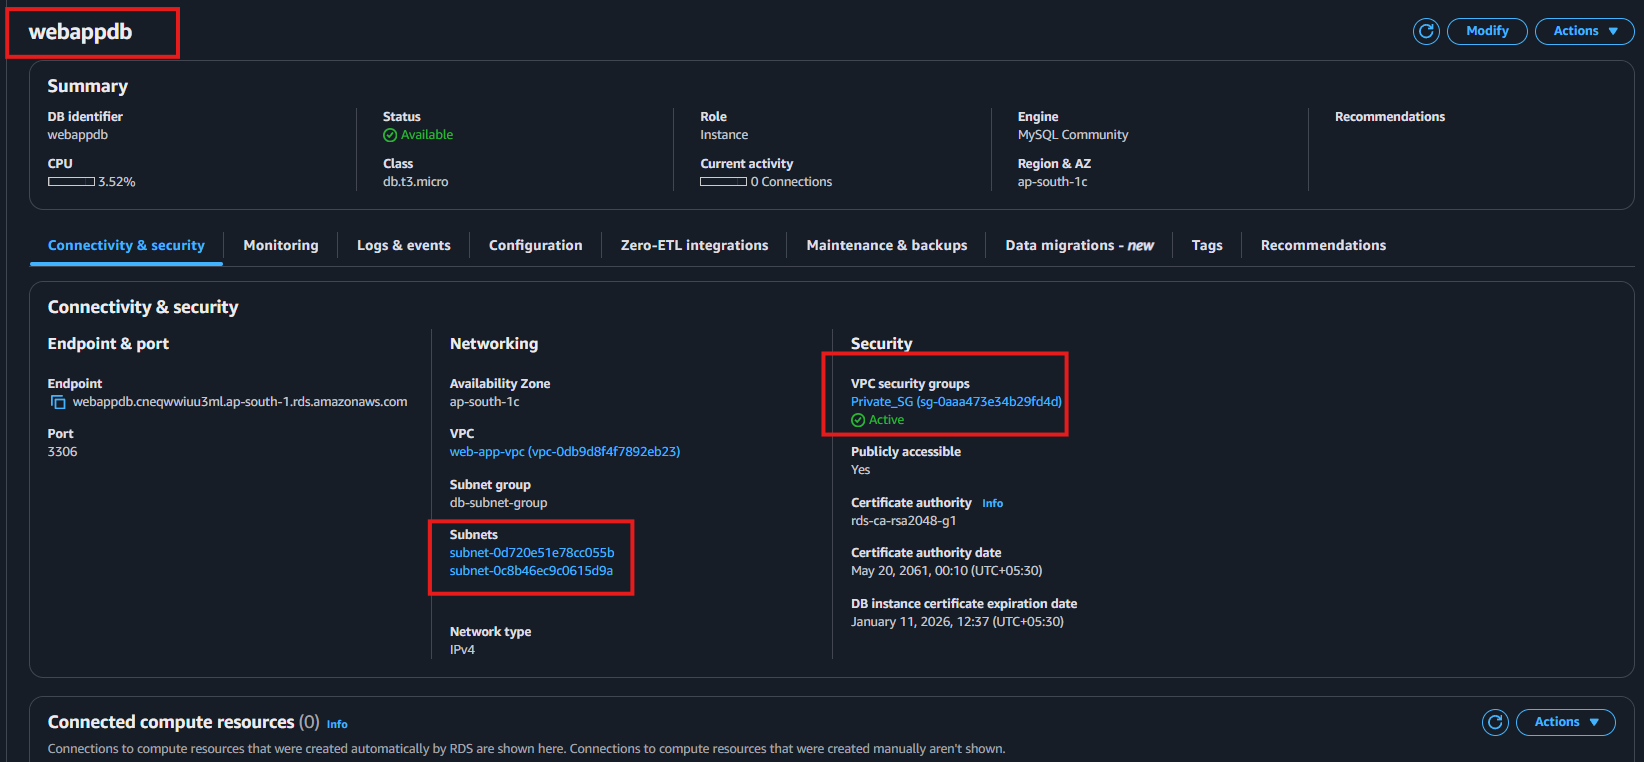 webappdb
Modify
Actions
Summary
DB identifier
webappdb
Status
Available
Role
Instance
Engine
MySQL Community
Recommendations
CPU
3.52%
Class
db.t3.micro
Current activity
0 Connections
Region & AZ
ap-south-1c
Connectivity & security
Monitoring
Logs & events
Configuration
Zero-ETL integrations
Maintenance & backups
Data migrations - new
Tags
Recommendations
Connectivity & security
Endpoint & port
Endpoint
webappdb.cneqwwiuu3ml.ap-south-1.rds.amazonaws.com
Port
3306
Networking
Availability Zone
ap-south-1c
VPC
web-app-vpc (vpc-0db9d8f4f7892eb23)
Subnet group
db-subnet-group
Subnets
subnet-0d720e51e78cc055b
subnet-0c8b46ec9c0615d9a
Network type
IPv4
Security
VPC security groups
Private_SG (sg-0aaa473e34b29fd4d)
Active
Publicly accessible
Yes
Certificate authority Info
rds-ca-rsa2048-g1
Certificate authority date
May 20, 2061, 00:10 (UTC+05:30)
DB instance certificate expiration date
January 11, 2026, 12:37 (UTC+05:30)
Connected compute resources (0) Info
Actions
Connections to compute resources that were created automatically by RDS are shown here. Connections to compute resources that were created manually aren't shown.